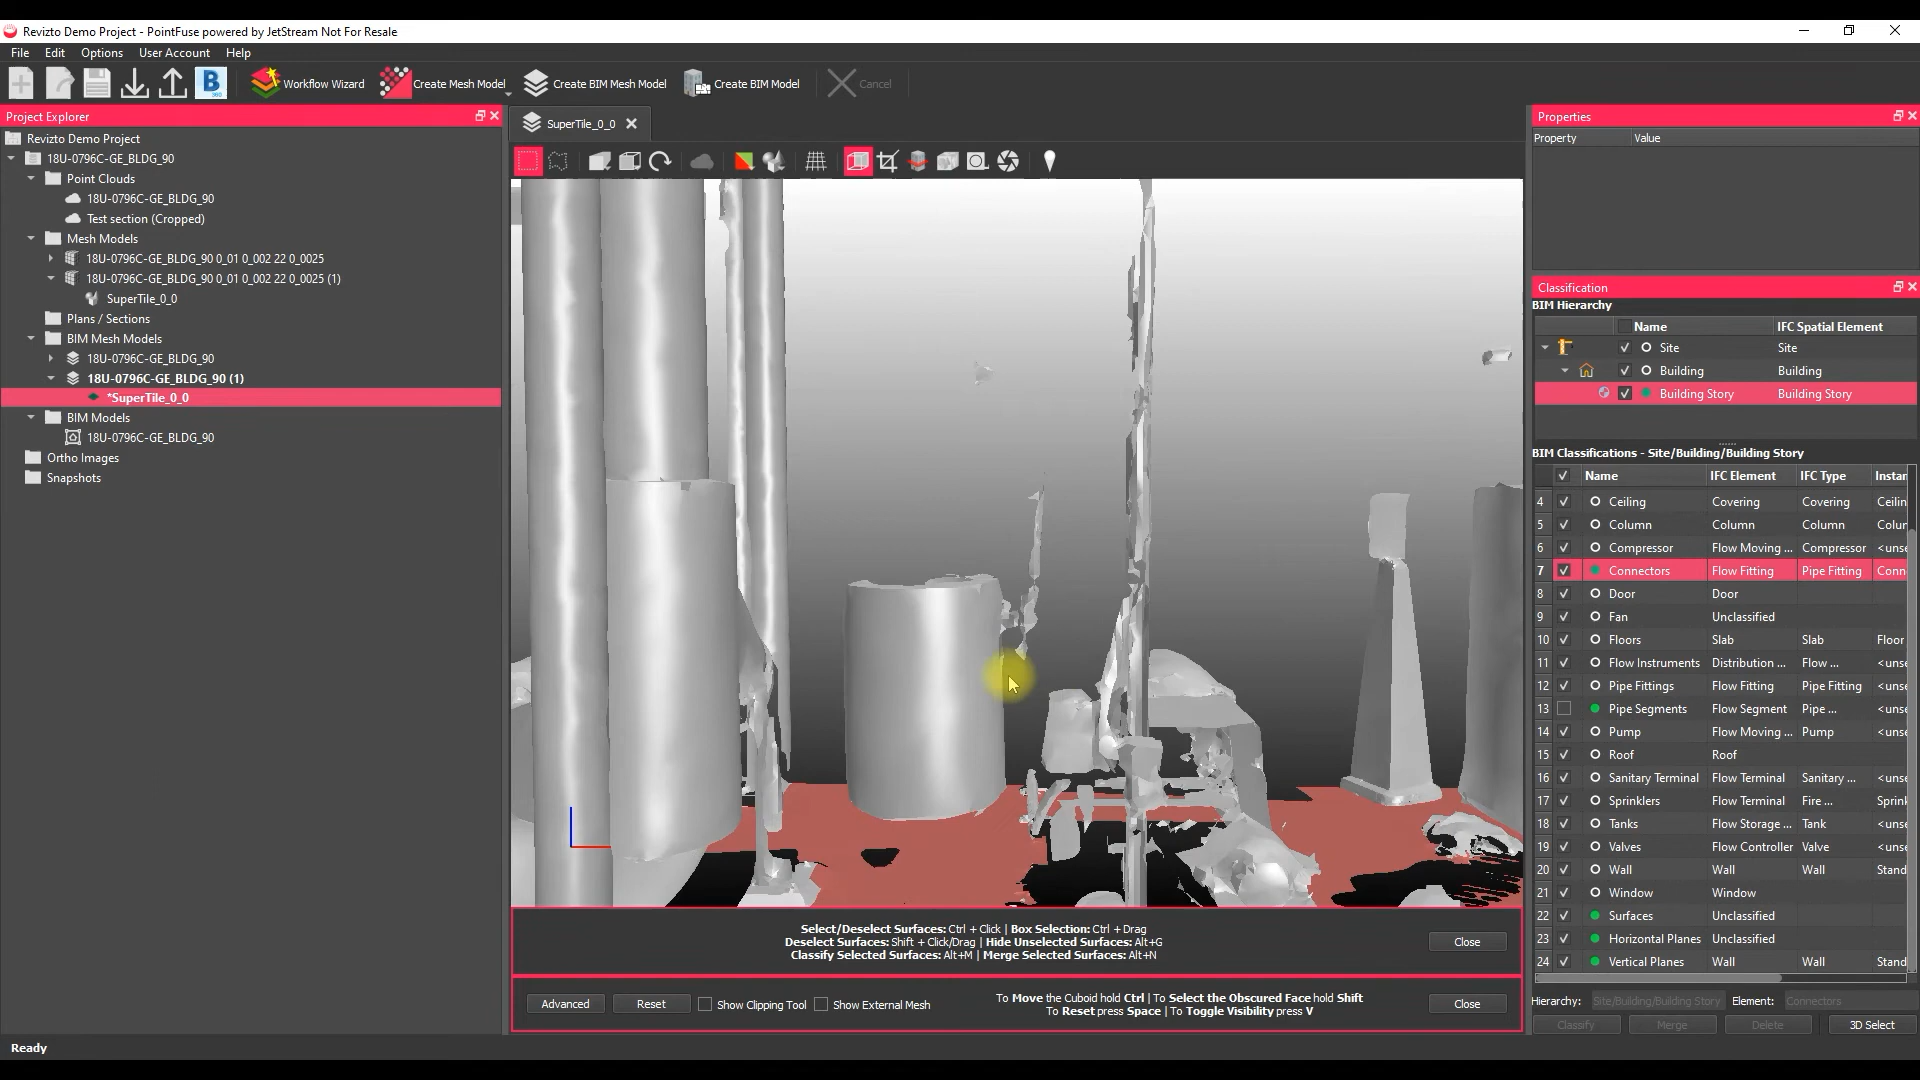 Revizto Demo Project - PointFuse powered by JetStream Not For Resale
File Edit Options User Account Help
B Workflow Wizard Create Mesh Model Create BIM Mesh Model Create BIM Model Cancel
Project Explorer
Revizto Demo Project
18U-0796C-GE_BLDG_90
Point Clouds
18U-0796C-GE_BLDG_90
Test section (Cropped)
Mesh Models
18U-0796C-GE_BLDG_90 0_01 0_002 22 0_0025
18U-0796C-GE_BLDG_90 0_01 0_002 22 0_0025 (1)
SuperTile_0_0
Plans / Sections
BIM Mesh Models
18U-0796C-GE_BLDG_90
18U-0796C-GE_BLDG_90 (1)
*SuperTile_0_0
BIM Models
18U-0796C-GE_BLDG_90
Ortho Images
Snapshots
Ready
SuperTile_0_0
Select/Deselect Surfaces: Ctrl + Click | Box Selection: Ctrl + Drag
Deselect Surfaces: Shift + Click/Drag | Hide Unselected Surfaces: Alt+G
Classify Selected Surfaces: Alt+M | Merge Selected Surfaces: Alt+N
Close
Advanced Reset Show Clipping Tool Show External Mesh
To Move the Cuboid hold Ctrl | To Select the Obscured Face hold Shift
To Reset press Space | To Toggle Visibility press V
Close
Properties
Property Value
Classification
BIM Hierarchy
Name IFC Spatial Element
Site Site
Building Building
Building Story Building Story
BIM Classifications - Site/Building/Building Story
Name IFC Element IFC Type Instar
4 Ceiling Covering Covering Ceilin
5 Column Column Column Colur
6 Compressor Flow Moving ... Compressor <unse
7 Connectors Flow Fitting Pipe Fitting Conn
8 Door Door
9 Fan Unclassified
10 Floors Slab Slab Floor
11 Flow Instruments Distribution ... Flow ... <unse
12 Pipe Fittings Flow Fitting Pipe Fitting <unse
13 Pipe Segments Flow Segment Pipe ... <unse
14 Pump Flow Moving ... Pump <unse
15 Roof Roof
16 Sanitary Terminal Flow Terminal Sanitary ... <unse
17 Sprinklers Flow Terminal Fire ... Sprin
18 Tanks Flow Storage ... Tank <unse
19 Valves Flow Controller Valve <unse
20 Wall Wall Wall Stand
21 Window Window
22 Surfaces Unclassified
23 Horizontal Planes Unclassified
24 Vertical Planes Wall Wall Stand
Hierarchy: Site/Building/Building Story Element: Connectors
Classify Merge Delete 3D Select